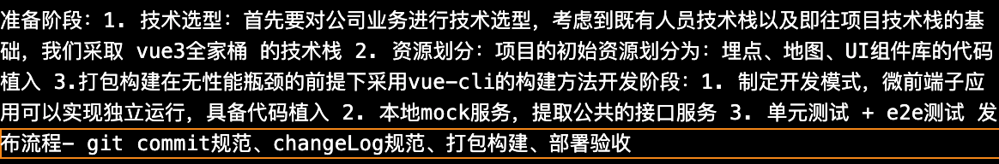 准备阶段：1. 技术选型：首先要对公司业务进行技术选型，考虑到既有人员技术栈以及即往项目技术栈的基
础，我们采取 vue3全家桶 的技术栈 2. 资源划分：项目的初始资源划分为：埋点、地图、UI组件库的代码
植入 3.打包构建在无性能瓶颈的前提下采用vue-cli的构建方法开发阶段：1. 制定开发模式，微前端子应
用可以实现独立运行，具备代码植入 2. 本地mock服务，提取公共的接口服务 3. 单元测试 + e2e测试 发
布流程- git commit规范、changeLog规范、打包构建、部署验收